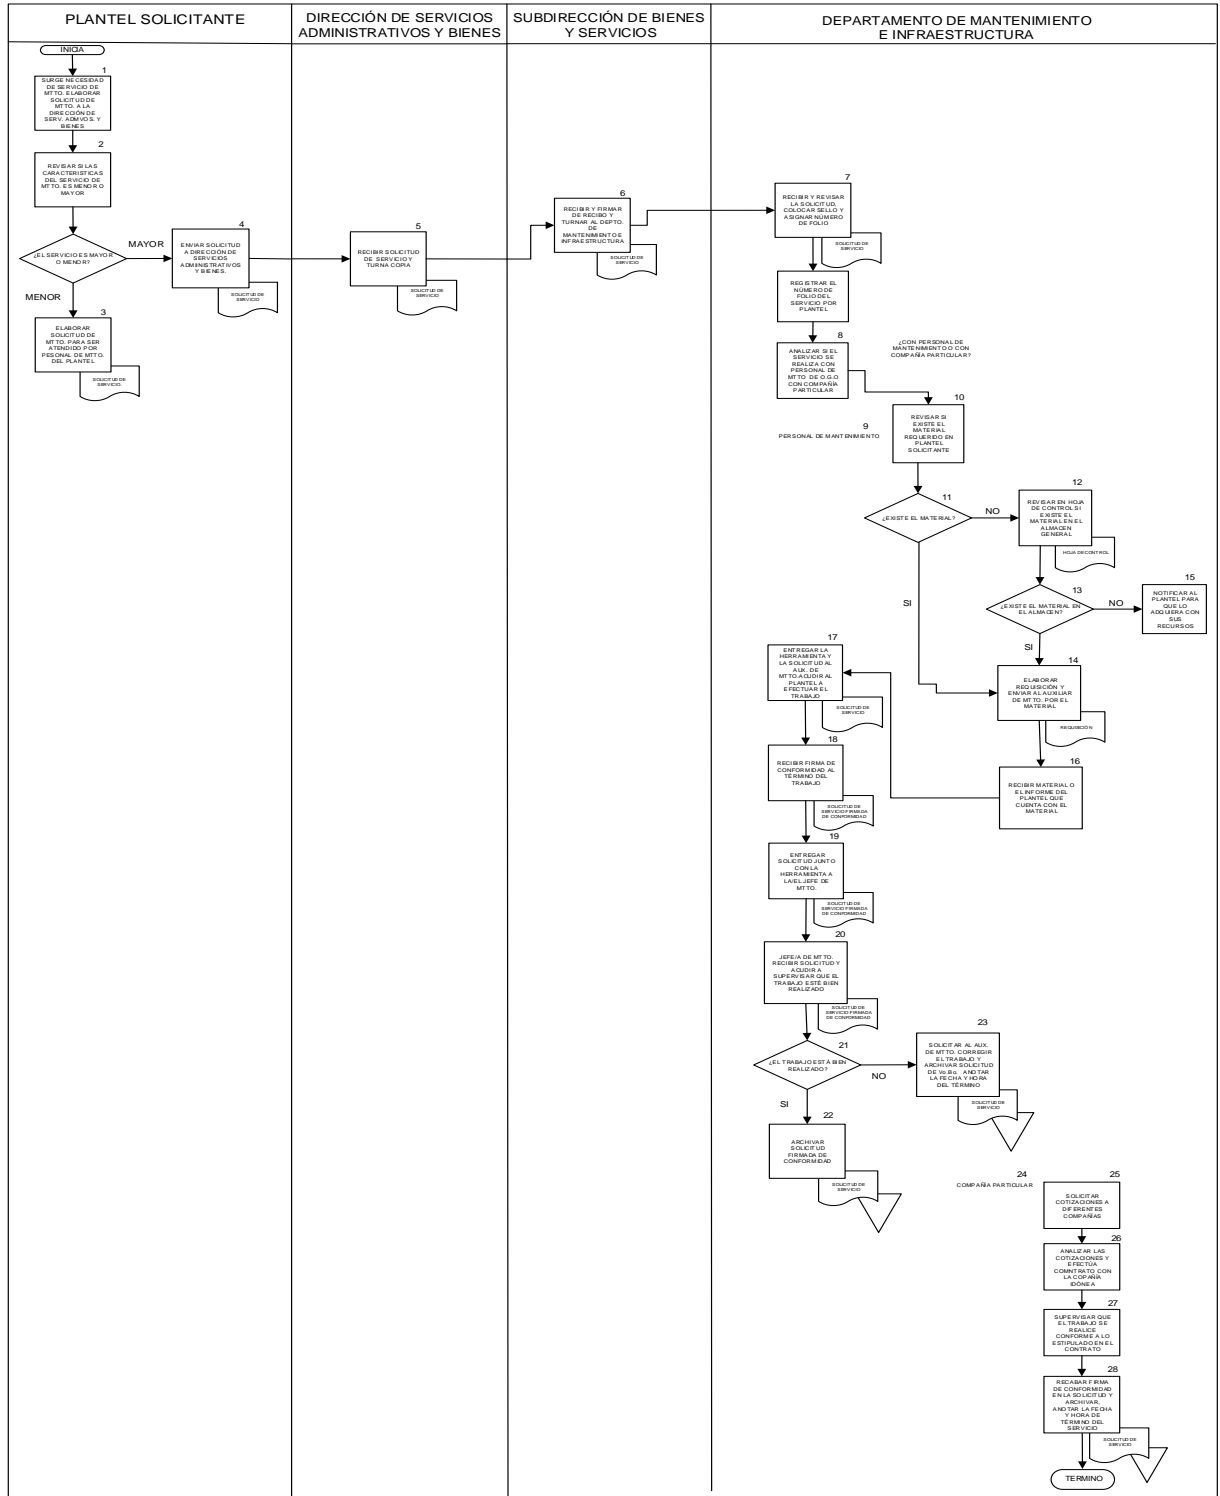 PLANTEL SOLICITANTE
DIRECCIÓN DE SERVICIOS
ADMINISTRATIVOS Y BIENES
SUBDIRECCIÓN DE BIENES
Y SERVICIOS
DEPARTAMENTO DE MANTENIMIENTO
E INFRAESTRUCTURA
INICIA
1
SURGE NECESIDAD
DE SERVICIO DE
MTTO. ELABORAR
SOLICITUD DE
MTTO. A LA
DIRECCIÓN DE
SERV. ADMVOS. Y
BIENES
2
REVISAR SI LAS
CARACTERISTICAS
DEL SERVICIO DE
MTTO. ES MENOR O
MAYOR
¿EL SERVICIO ES MAYOR
O MENOR?
MAYOR
MENOR
3
ELABORAR
SOLICITUD DE
MTTO. PARA SER
ATENDIDO POR
PESONAL DE MTTO.
DEL PLANTEL
SOLICITUD DE
SERVICIO.
4
ENVIAR SOLICITUD
A DIRECCIÓN DE
SERVICIOS
ADMINISTRATIVOS
Y BIENES.
SOLICITUD DE
SERVICIO
5
RECIBIR SOLICITUD
DE SERVICIO Y
TURNA COPIA
SOLICITUD DE
SERVICIO
6
RECIBIR Y FIRMAR
DE RECIBO Y
TURNAR AL DEPTO.
DE
MANTENIMIENTO E
INFRAESTRUCTURA
SOLICITUD DE
SERVICIO
7
RECIBIR Y REVISAR
LA SOLICITUD,
COLOCAR SELLO Y
ASIGNAR NÚMERO
DE FOLIO
SOLICITUD DE
SERVICIO
REGISTRAR EL
NÚMERO DE
FOLIO DEL
SERVICIO POR
PLANTEL
8
ANALIZAR SI EL
SERVICIO SE
REALIZA CON
PERSONAL DE
MTTO. DE O.G.O
CON COMPAÑÍA
PARTICULAR
¿CON PERSONAL DE
MANTENIMIENTO O CON
COMPAÑÍA PARTICULAR?
9
PERSONAL DE MANTENIMIENTO
10
REVISAR SI
EXISTE EL
MATERIAL
REQUERIDO EN
PLANTEL
SOLICITANTE
11
¿EXISTE EL MATERIAL?
NO
SI
12
REVISAR EN HOJA
DE CONTROL SI
EXISTE EL
MATERIAL EN EL
ALMACEN
GENERAL
HOJA DE CONTROL
13
¿EXISTE EL MATERIAL EN
EL ALMACEN?
NO
SI
15
NOTIFICAR AL
PLANTEL PARA
QUE LO
ADQUIERA CON
SUS
RECURSOS
14
ELABORAR
REQUISICIÓN Y
ENVIAR AL AUXILIAR
DE MTTO. POR EL
MATERIAL
REQUISICIÓN
16
RECIBIR MATERIAL O
EL INFORME DEL
PLANTEL QUE
CUENTA CON EL
MATERIAL
17
ENTREGAR LA
HERRAMIENTA Y
LA SOLICITUD AL
AUX. DE
MTTO.ACUDIR AL
PLANTEL A
EFECTUAR EL
TRABAJO
SOLICITUD DE
SERVICIO
18
RECIBIR FIRMA DE
CONFORMIDAD AL
TÉRMINO DEL
TRABAJO
SOLICITUD DE
SERVICIO FIRMADA
DE CONFORMIDAD
19
ENTREGAR
SOLICITUD JUNTO
CON LA
HERRAMIENTA A
LA/EL JEFE DE
MTTO.
SOLICITUD DE
SERVICIO FIRMADA
DE CONFORMIDAD
20
JEFE/A DE MTTO.
RECIBIR SOLICITUD Y
ACUDIR A
SUPERVISAR QUE EL
TRABAJO ESTÉ BIEN
REALIZADO
SOLICITUD DE
SERVICIO FIRMADA
DE CONFORMIDAD
21
¿EL TRABAJO ESTÁ BIEN
REALIZADO?
NO
SI
23
SOLICITAR AL AUX.
DE MTTO. CORREGIR
EL TRABAJO Y
ARCHIVAR SOLICITUD
DE Vo.Bo. ANOTAR
LA FECHA Y HORA
DEL TÉRMINO
SOLICITUD DE
SERVICIO
22
ARCHIVAR
SOLICITUD
FIRMADA DE
CONFORMIDAD
SOLICITUD DE
SERVICIO
24
COMPAÑÍA PARTICULAR
25
SOLICITAR
COTIZACIONES A
DIFERENTES
COMPAÑÍAS
26
ANALIZAR LAS
COTIZACIONES Y
EFECTÚA
COMNTRATO CON
LA COPAÑÍA
IDÓNEA
27
SUPERVISAR QUE
EL TRABAJO SE
REALICE
CONFORME A LO
ESTIPULADO EN EL
CONTRATO
28
RECABAR FIRMA
DE CONFORMIDAD
EN LA SOLICITUD Y
ARCHIVAR,
ANOTAR LA FECHA
Y HORA DE
TÉRMINO DEL
SERVICIO
SOLICITUD DE
SERVICIO
TERMINO